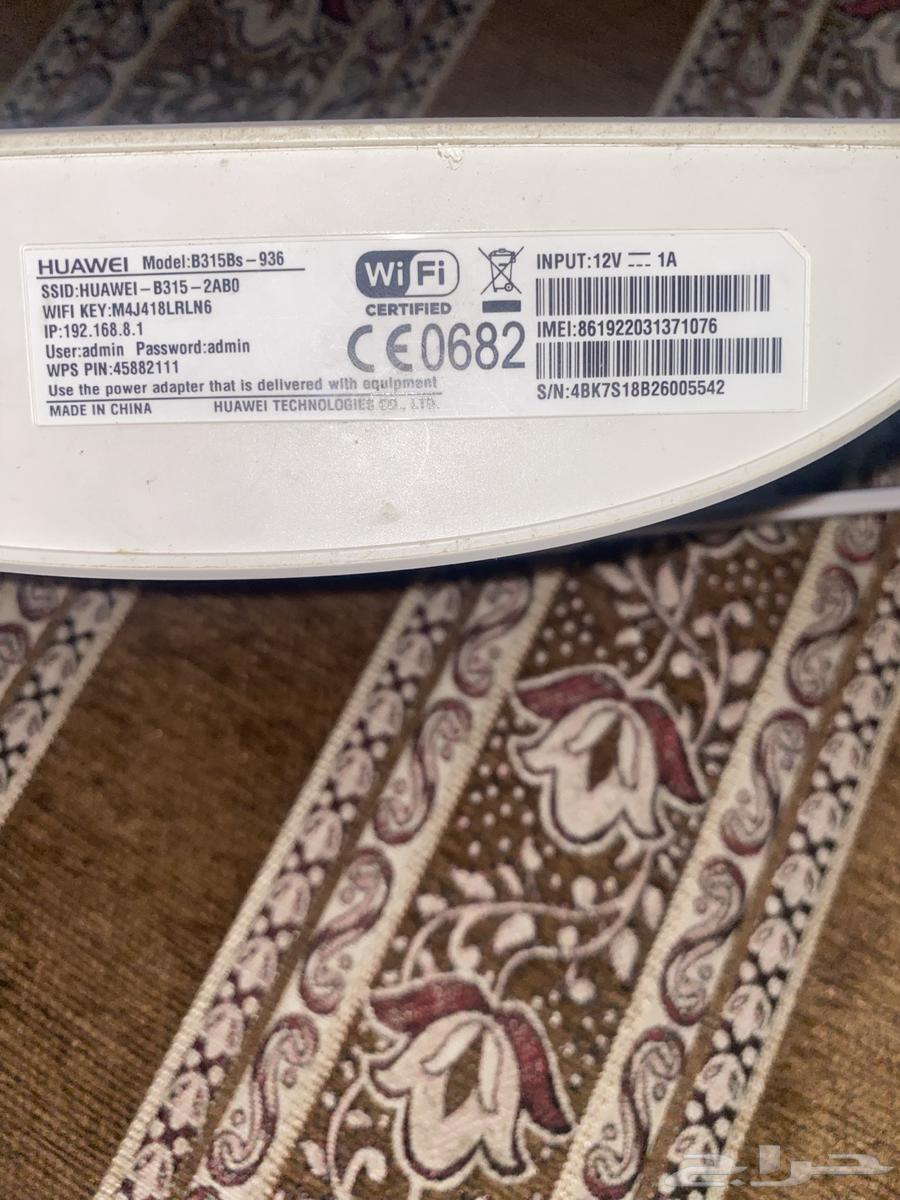 HUAWEI Model:B315Bs-936
SSID:HUAWEI-B315-2AB0
WIFI KEY:M4J418LRLN6
IP:192.168.8.1
User:admin Password:admin
WPS PIN:45882111
Use the power adapter that is delivered with equipment
MADE IN CHINA HUAWEI TECHNOLOGIES CO., LTD.
Wi Fi
CERTIFIED
CE0682
INPUT:12V ⎓ 1A
IMEI:861922031371076
S/N:4BK7S18B26005542
حراج